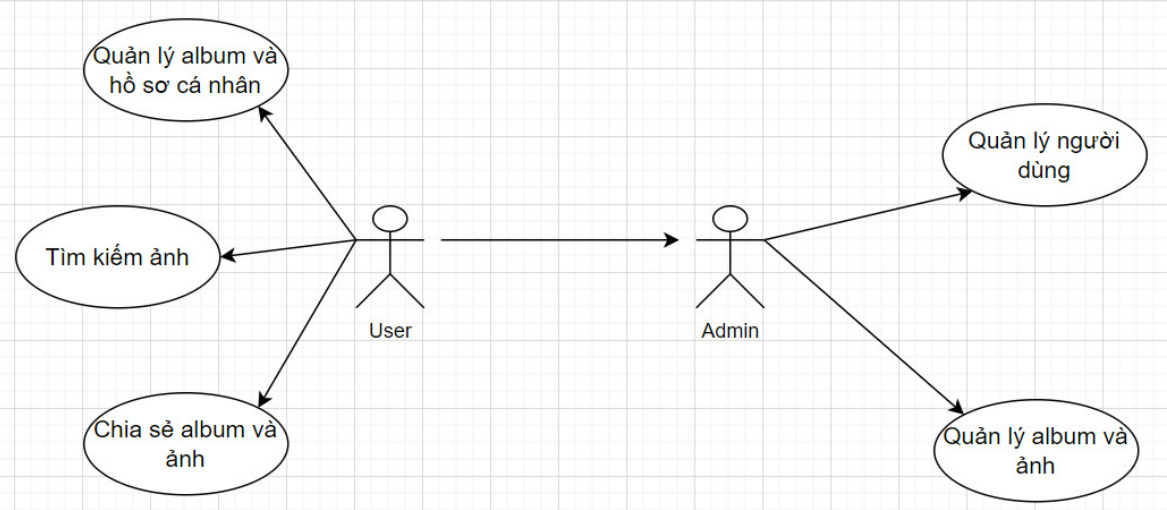 Quản lý album và
hồ sơ cá nhân
Tìm kiếm ảnh
Chia sẻ album và
ảnh
User
Admin
Quản lý người
dùng
Quản lý album và
ảnh